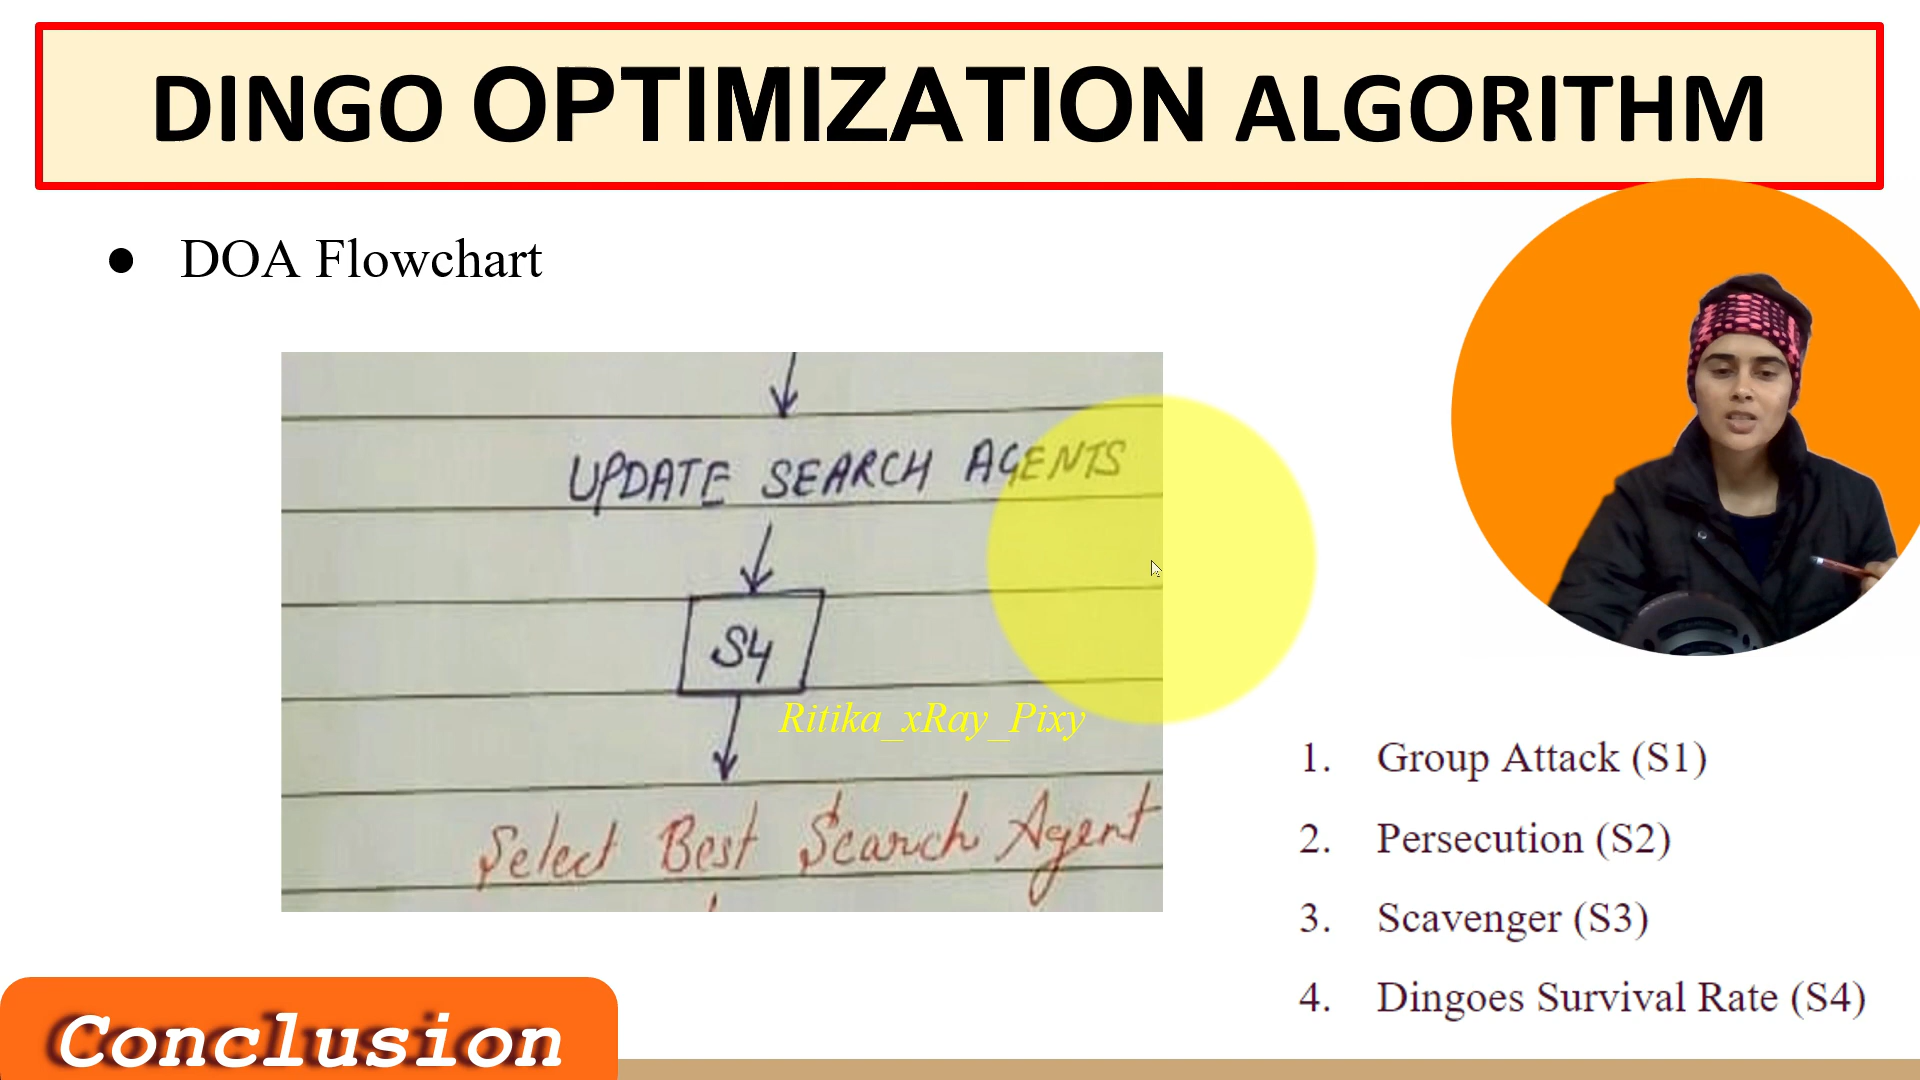 DINGO OPTIMIZATION ALGORITHM
● DOA Flowchart
UPDATE SEARCH AGENTS
S4
Ritika_xRay_Pixy
Select Best Search Agent
1. Group Attack (S1)
2. Persecution (S2)
3. Scavenger (S3)
4. Dingoes Survival Rate (S4)
Conclusion